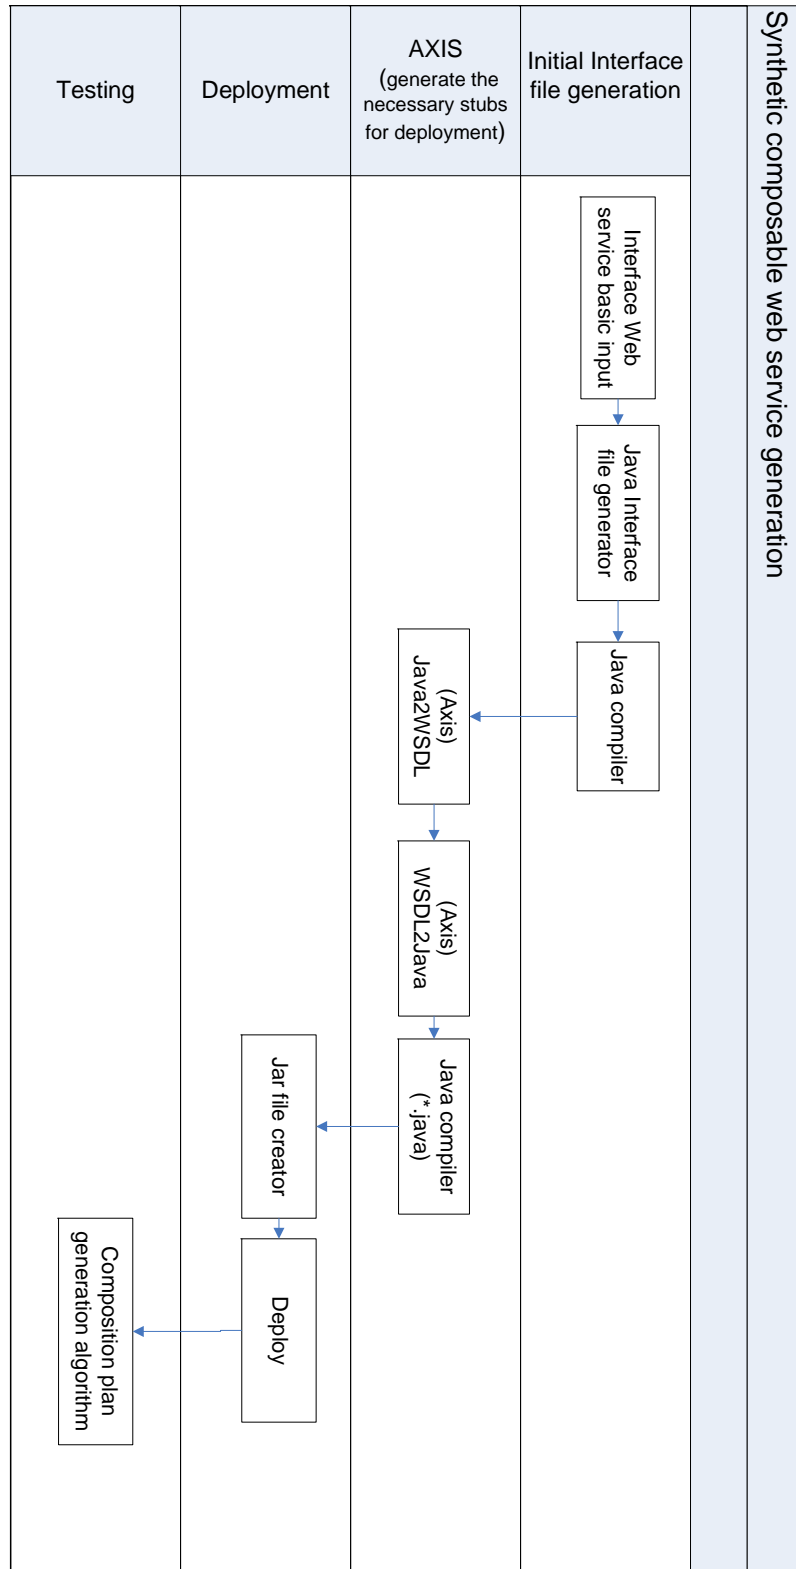 Synthetic composable web service generation
Initial Interface
file generation
AXIS
(generate the
necessary stubs
for deployment)
Deployment
Testing
Interface Web
service basic input
Java Interface
file generator
Java compiler
(Axis)
Java2WSDL
(Axis)
WSDL2Java
Java compiler
(*.java)
Jar file creator
Deploy
Composition plan
generation algorithm